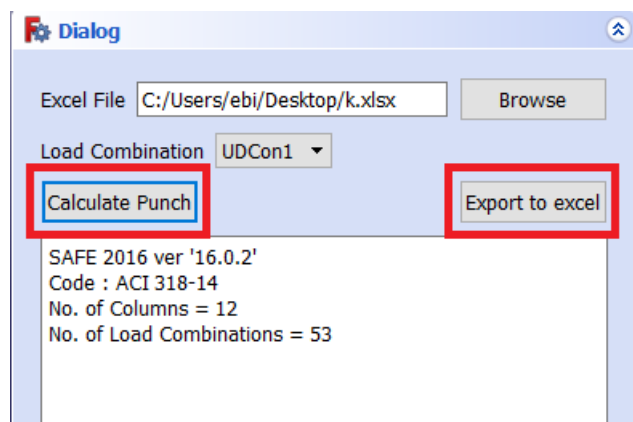 Dialog
Excel File C:/Users/ebi/Desktop/k.xlsx Browse
Load Combination UDCon1
Calculate Punch Export to excel
SAFE 2016 ver '16.0.2'
Code : ACI 318-14
No. of Columns = 12
No. of Load Combinations = 53